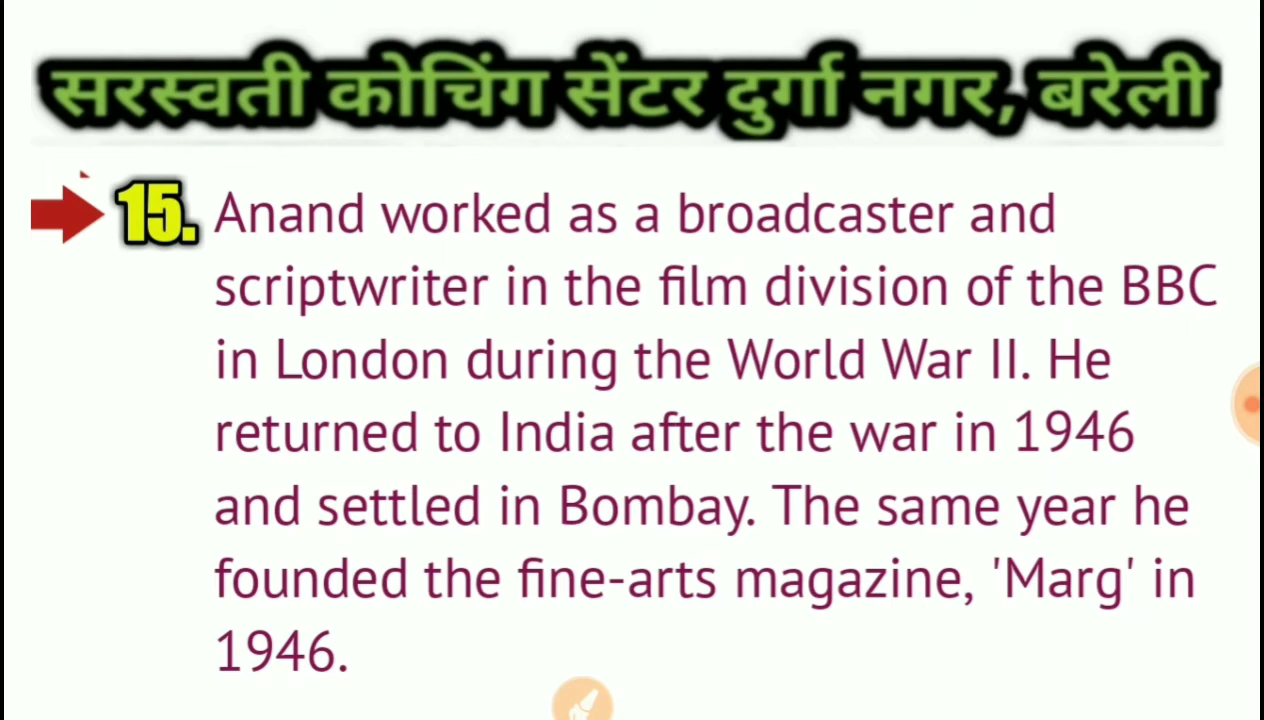 सरस्वती कोचिंग सेंटर दुर्गा नगर, बरेली
15. Anand worked as a broadcaster and
scriptwriter in the film division of the BBC
in London during the World War II. He
returned to India after the war in 1946
and settled in Bombay. The same year he
founded the fine-arts magazine, 'Marg' in
1946.